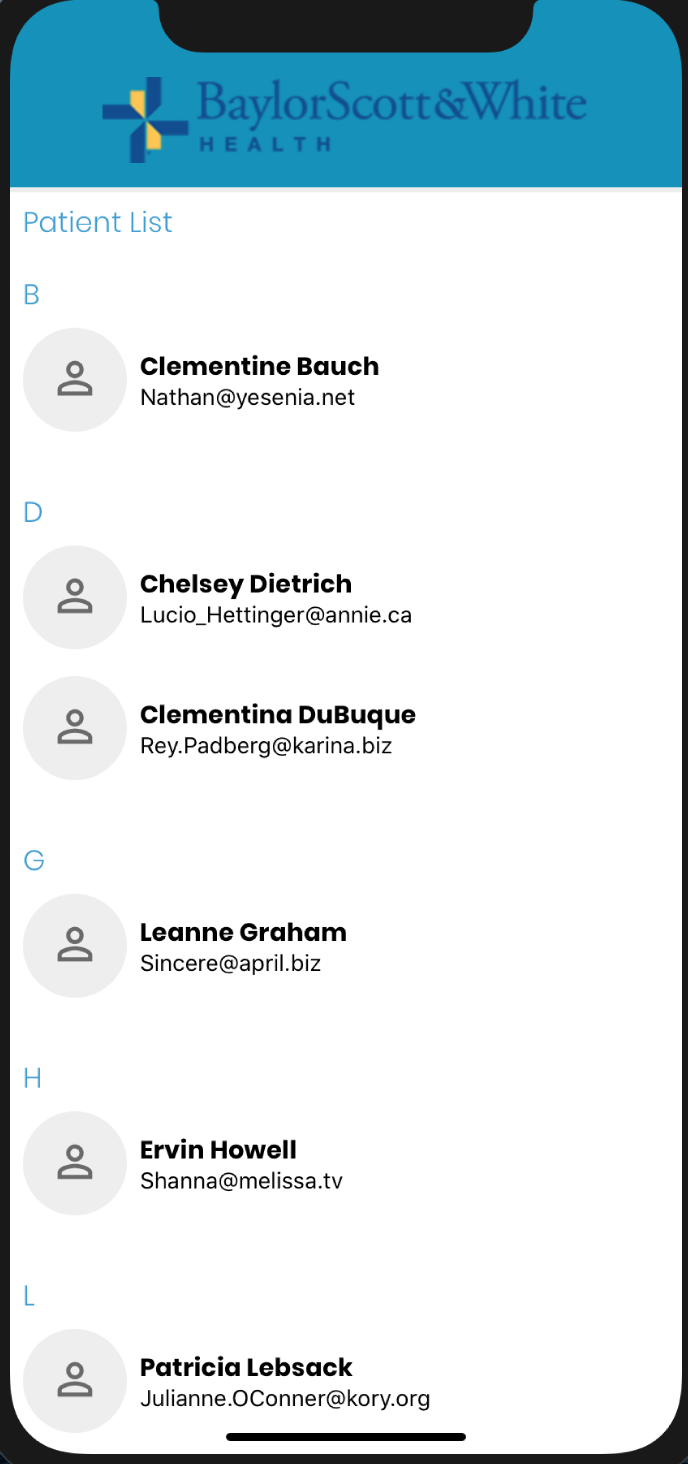 BaylorScott&White
HEALTH
Patient List
B
Clementine Bauch
Nathan@yesenia.net
D
Chelsey Dietrich
Lucio_Hettinger@annie.ca
Clementina DuBuque
Rey.Padberg@karina.biz
G
Leanne Graham
Sincere@april.biz
H
Ervin Howell
Shanna@melissa.tv
L
Patricia Lebsack
Julianne.OConner@kory.org